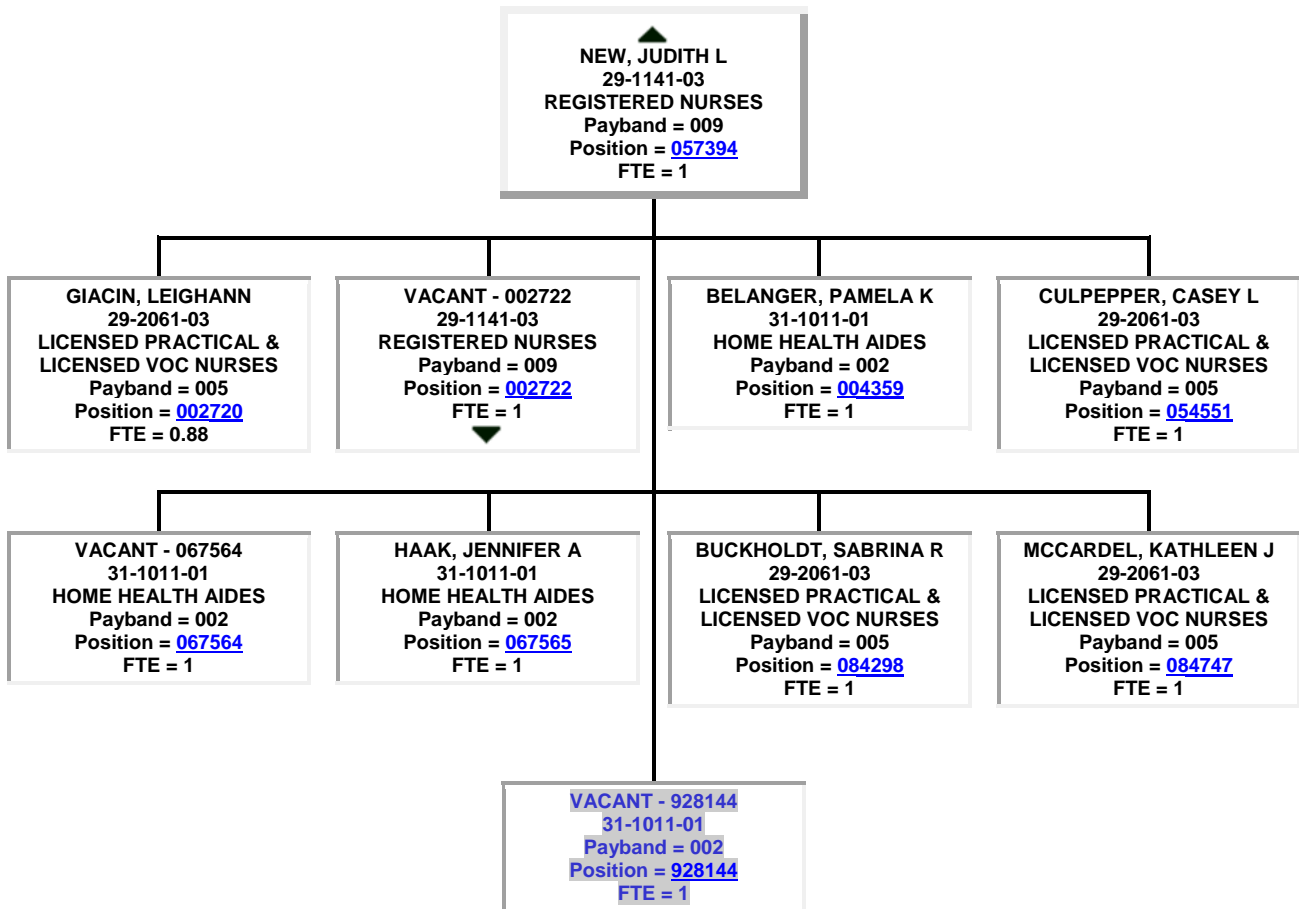 NEW, JUDITH L
29-1141-03
REGISTERED NURSES
Payband = 009
Position = 057394
FTE = 1
GIACIN, LEIGHANN
29-2061-03
LICENSED PRACTICAL &
LICENSED VOC NURSES
Payband = 005
Position = 002720
FTE = 0.88
VACANT - 002722
29-1141-03
REGISTERED NURSES
Payband = 009
Position = 002722
FTE = 1
BELANGER, PAMELA K
31-1011-01
HOME HEALTH AIDES
Payband = 002
Position = 004359
FTE = 1
CULPEPPER, CASEY L
29-2061-03
LICENSED PRACTICAL &
LICENSED VOC NURSES
Payband = 005
Position = 054551
FTE = 1
VACANT - 067564
31-1011-01
HOME HEALTH AIDES
Payband = 002
Position = 067564
FTE = 1
HAAK, JENNIFER A
31-1011-01
HOME HEALTH AIDES
Payband = 002
Position = 067565
FTE = 1
BUCKHOLDT, SABRINA R
29-2061-03
LICENSED PRACTICAL &
LICENSED VOC NURSES
Payband = 005
Position = 084298
FTE = 1
MCCARDEL, KATHLEEN J
29-2061-03
LICENSED PRACTICAL &
LICENSED VOC NURSES
Payband = 005
Position = 084747
FTE = 1
VACANT - 928144
31-1011-01
Payband = 002
Position = 928144
FTE = 1